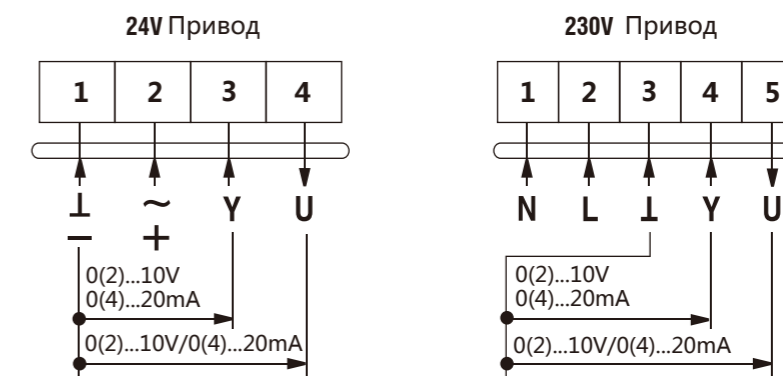 24V Привод
1 2 3 4
⊥ ~ Y U
− +
0(2)...10V
0(4)...20mA
0(2)...10V/0(4)...20mA
230V Привод
1 2 3 4 5
N L ⊥ Y U
0(2)...10V
0(4)...20mA
0(2)...10V/0(4)...20mA